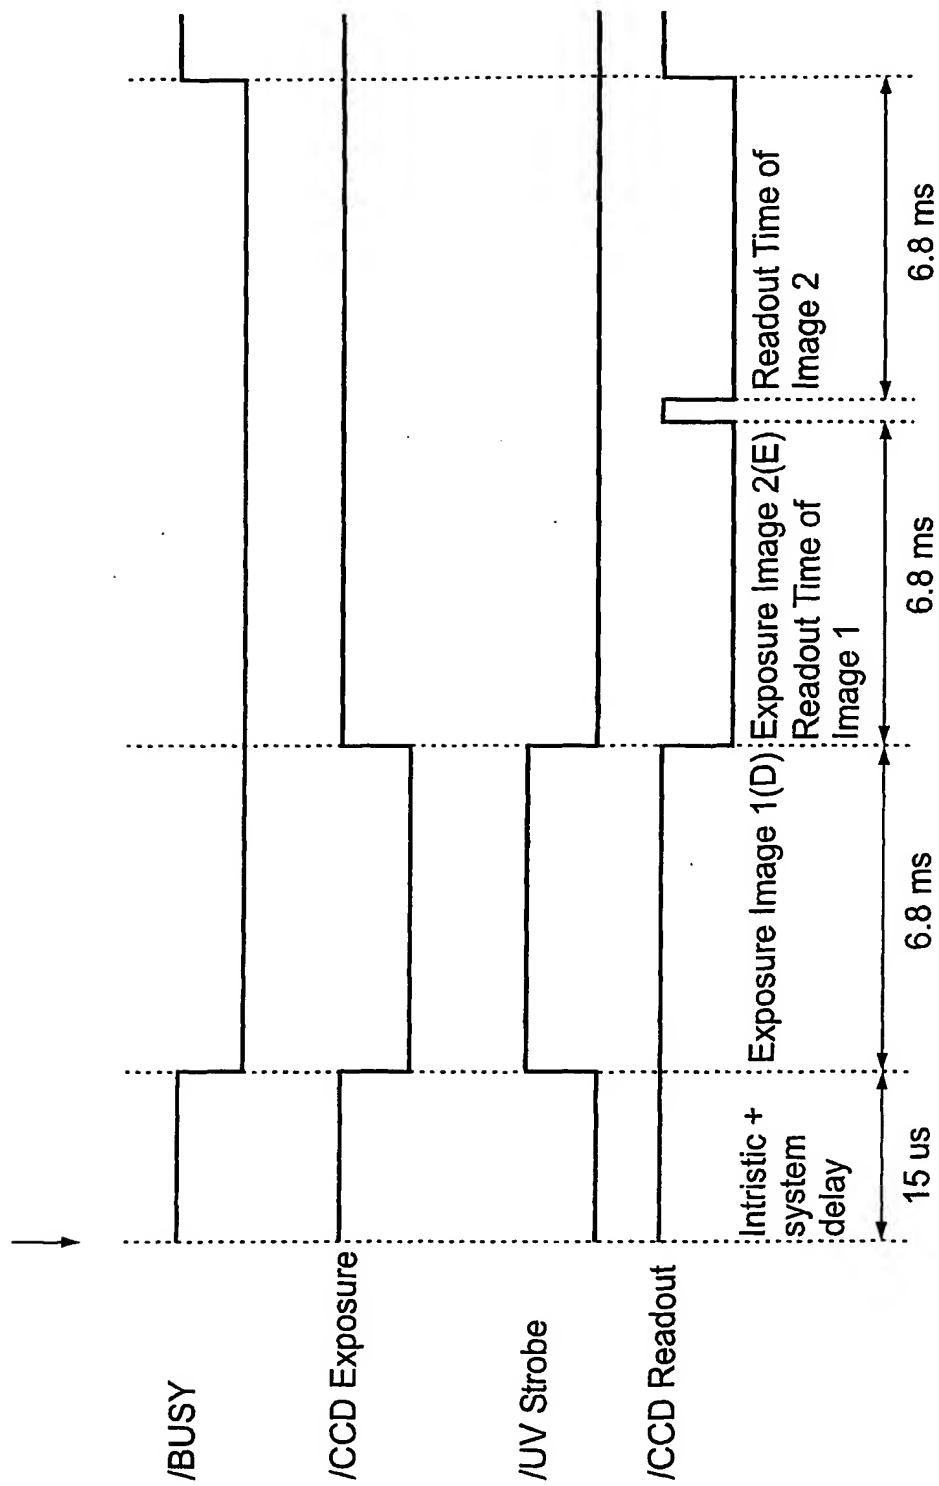 /BUSY
/CCD Exposure
/UV Strobe
/CCD Readout
Intristic +
system
delay
Exposure Image 1(D)
Exposure Image 2(E)
Readout Time of
Image 1
Readout Time of
Image 2
15 us
6.8 ms
6.8 ms
6.8 ms